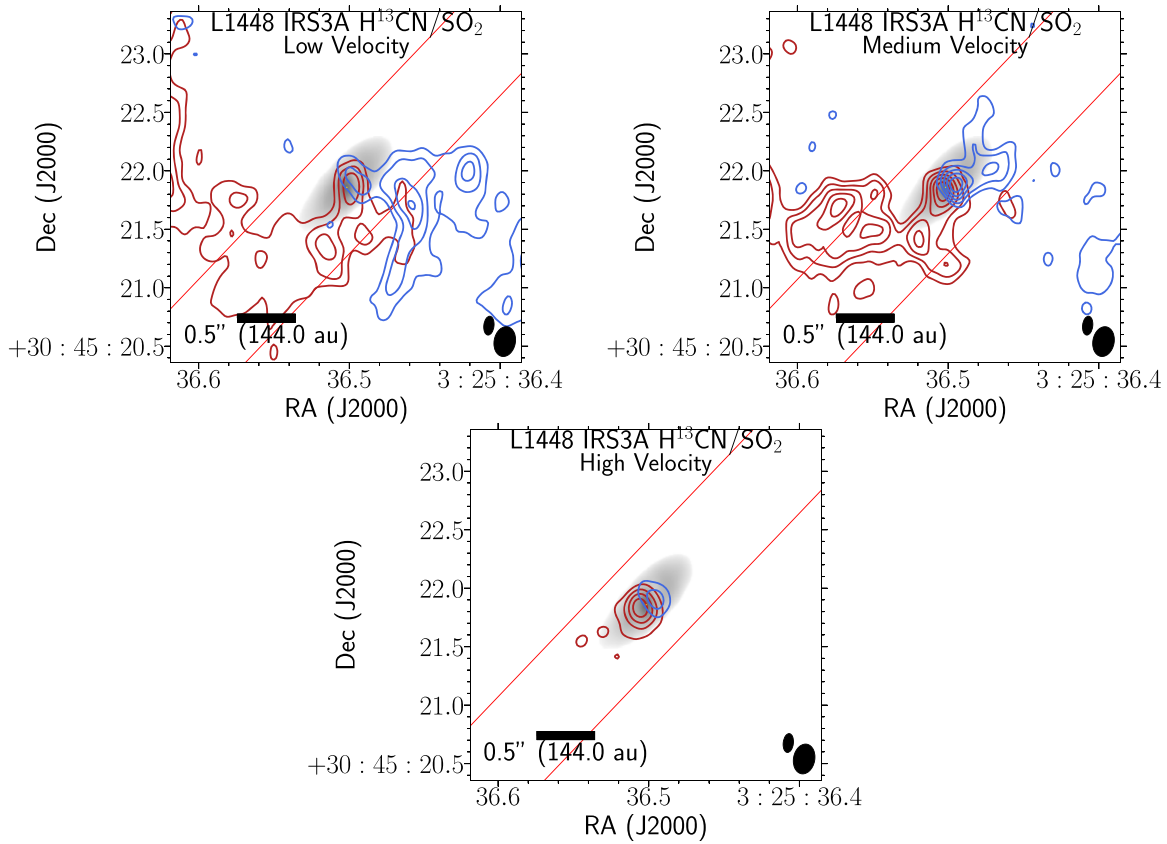 L1448 IRS3A H¹³CN/SO₂
Low Velocity
23.0
22.5
22.0
21.5
21.0
+30 : 45 : 20.5
Dec (J2000)
0.5” (144.0 au)
36.6 36.5 3 : 25 : 36.4
RA (J2000)
L1448 IRS3A H¹³CN/SO₂
Medium Velocity
23.0
22.5
22.0
21.5
21.0
+30 : 45 : 20.5
Dec (J2000)
0.5” (144.0 au)
36.6 36.5 3 : 25 : 36.4
RA (J2000)
L1448 IRS3A H¹³CN/SO₂
High Velocity
23.0
22.5
22.0
21.5
21.0
+30 : 45 : 20.5
Dec (J2000)
0.5” (144.0 au)
36.6 36.5 3 : 25 : 36.4
RA (J2000)